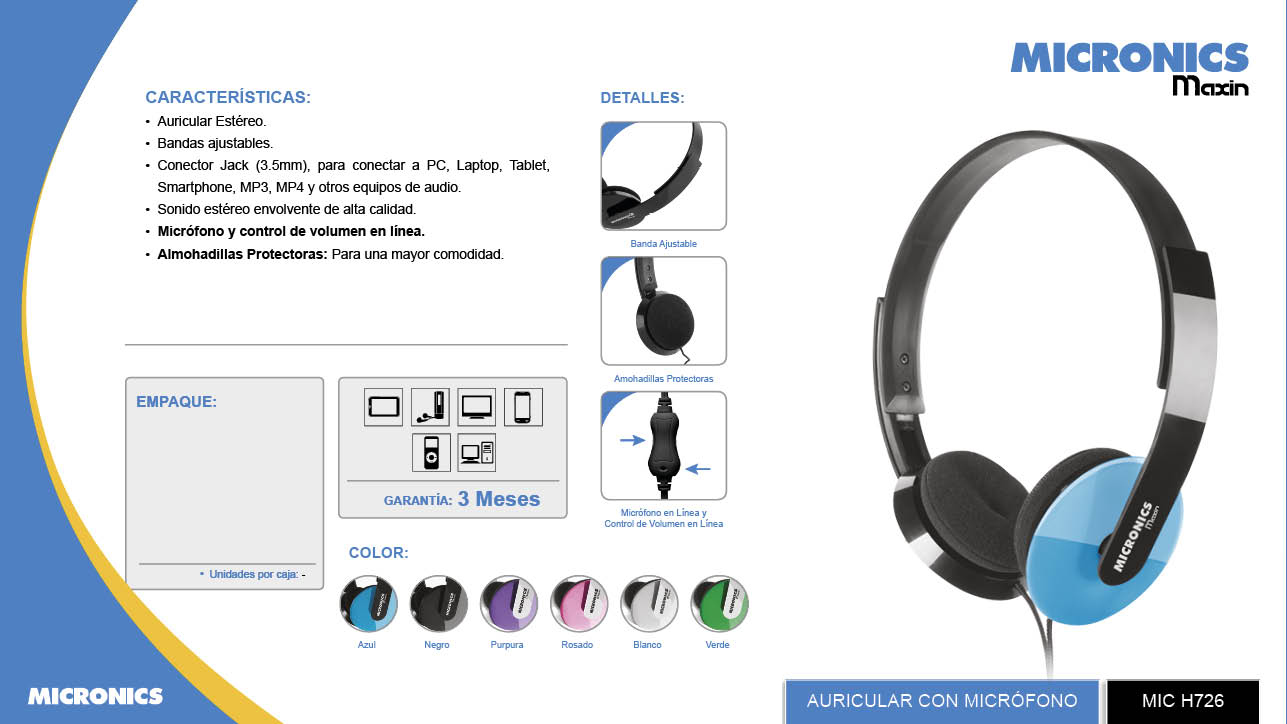 MICRONICS
Maxin
CARACTERÍSTICAS:
• Auricular Estéreo.
• Bandas ajustables.
• Conector Jack (3.5mm), para conectar a PC, Laptop, Tablet,
Smartphone, MP3, MP4 y otros equipos de audio.
• Sonido estéreo envolvente de alta calidad.
• Micrófono y control de volumen en línea.
• Almohadillas Protectoras: Para una mayor comodidad.
DETALLES:
Banda Ajustable
Amohadillas Protectoras
Micrófono en Línea y
Control de Volumen en Línea
EMPAQUE:
• Unidades por caja: -
GARANTÍA: 3 Meses
COLOR:
Azul
Negro
Purpura
Rosado
Blanco
Verde
MICRONICS
Maxin
MICRONICS
AURICULAR CON MICRÓFONO
MIC H726